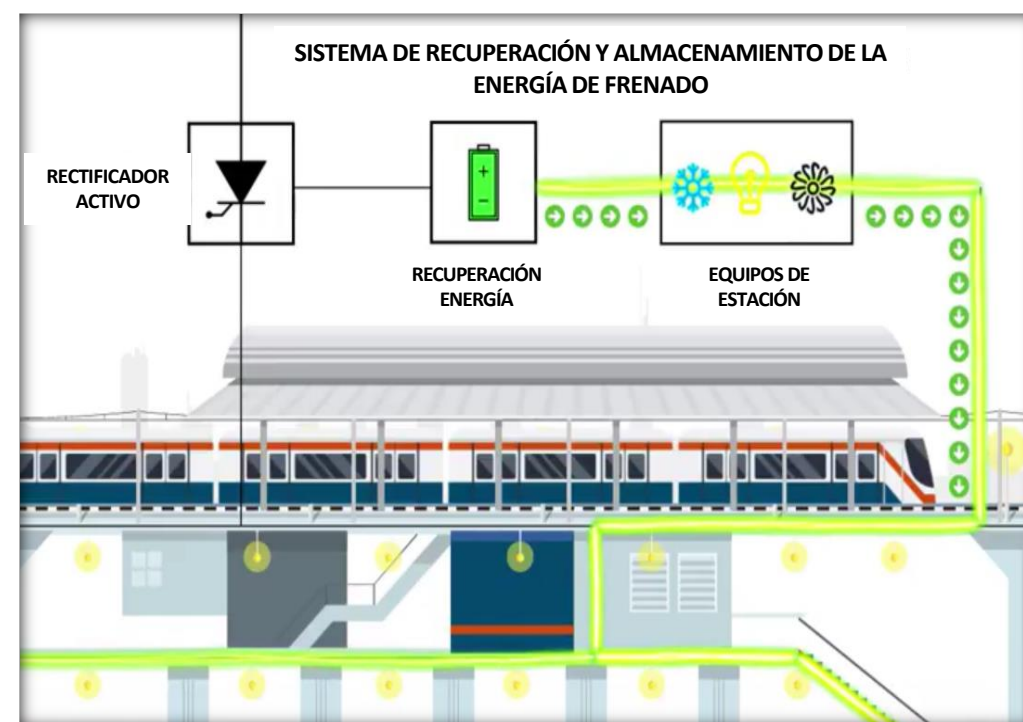 SISTEMA DE RECUPERACIÓN Y ALMACENAMIENTO DE LA
ENERGÍA DE FRENADO
RECTIFICADOR
ACTIVO
RECUPERACIÓN
ENERGÍA
EQUIPOS DE
ESTACIÓN